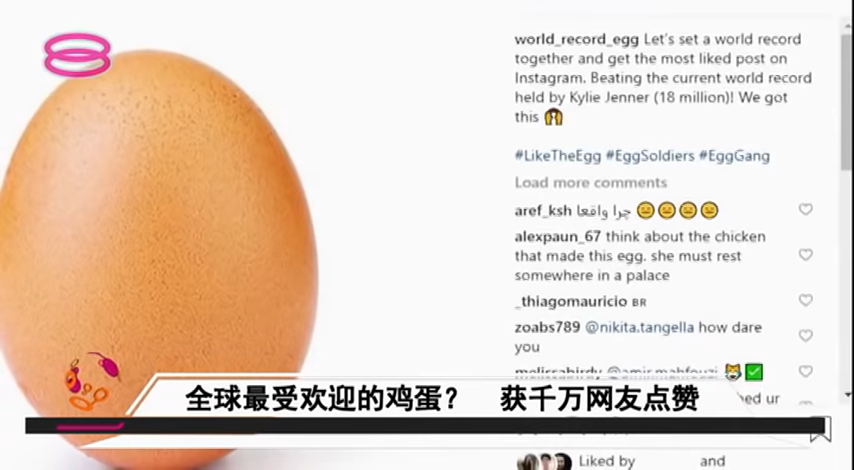 world_record_egg Let's set a world record
together and get the most liked post on
Instagram. Beating the current world record
held by Kylie Jenner (18 million)! We got
this 🙌
#LikeTheEgg #EggSoldiers #EggGang
Load more comments
aref_ksh چرا واقعا 😐😐😐😐
alexpaun_67 think about the chicken
that made this egg. she must rest
somewhere in a palace
_thiagomauricio BR
zoabs789 @nikita.tangella how dare
you
全球最受欢迎的鸡蛋? 获千万网友点赞
Liked by and